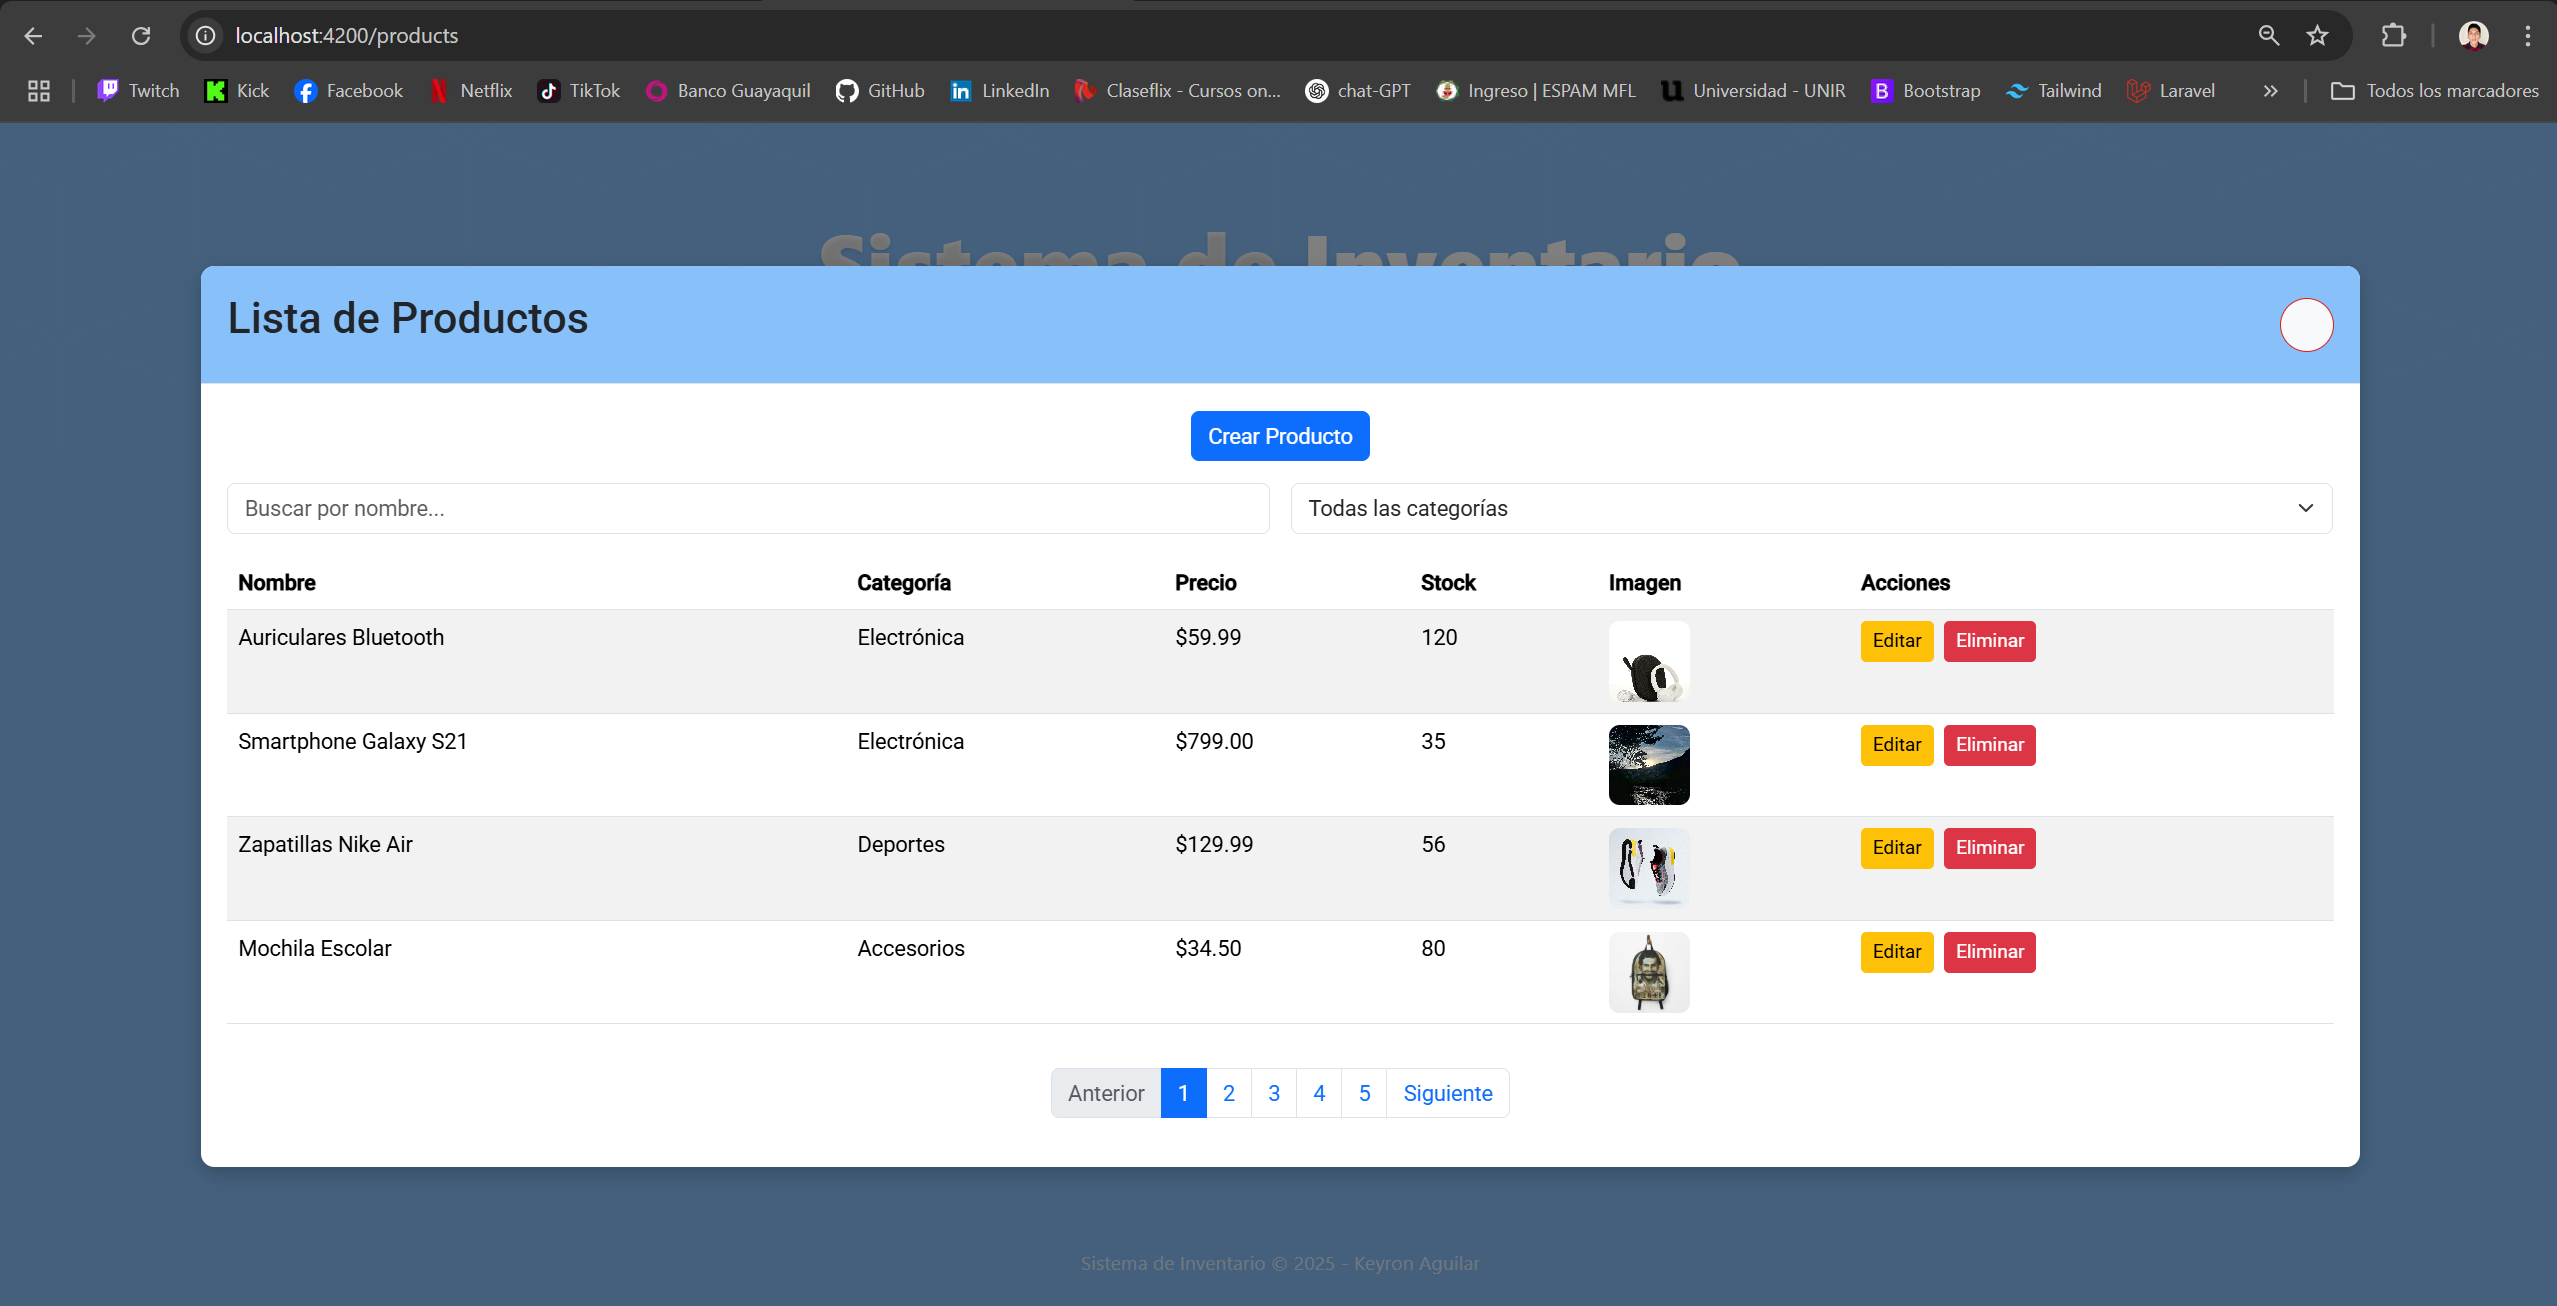 localhost:4200/products
Twitch Kick Facebook Netflix TikTok Banco Guayaquil GitHub LinkedIn Claseflix - Cursos on... chat-GPT Ingreso | ESPAM MFL Universidad - UNIR Bootstrap Tailwind Laravel Todos los marcadores
Sistema de Inventario
Lista de Productos
Crear Producto
Buscar por nombre... Todas las categorías
Nombre Categoría Precio Stock Imagen Acciones
Auriculares Bluetooth Electrónica $59.99 120 Editar Eliminar
Smartphone Galaxy S21 Electrónica $799.00 35 Editar Eliminar
Zapatillas Nike Air Deportes $129.99 56 Editar Eliminar
Mochila Escolar Accesorios $34.50 80 Editar Eliminar
Anterior 1 2 3 4 5 Siguiente
Sistema de Inventario © 2025 - Keyron Aguilar